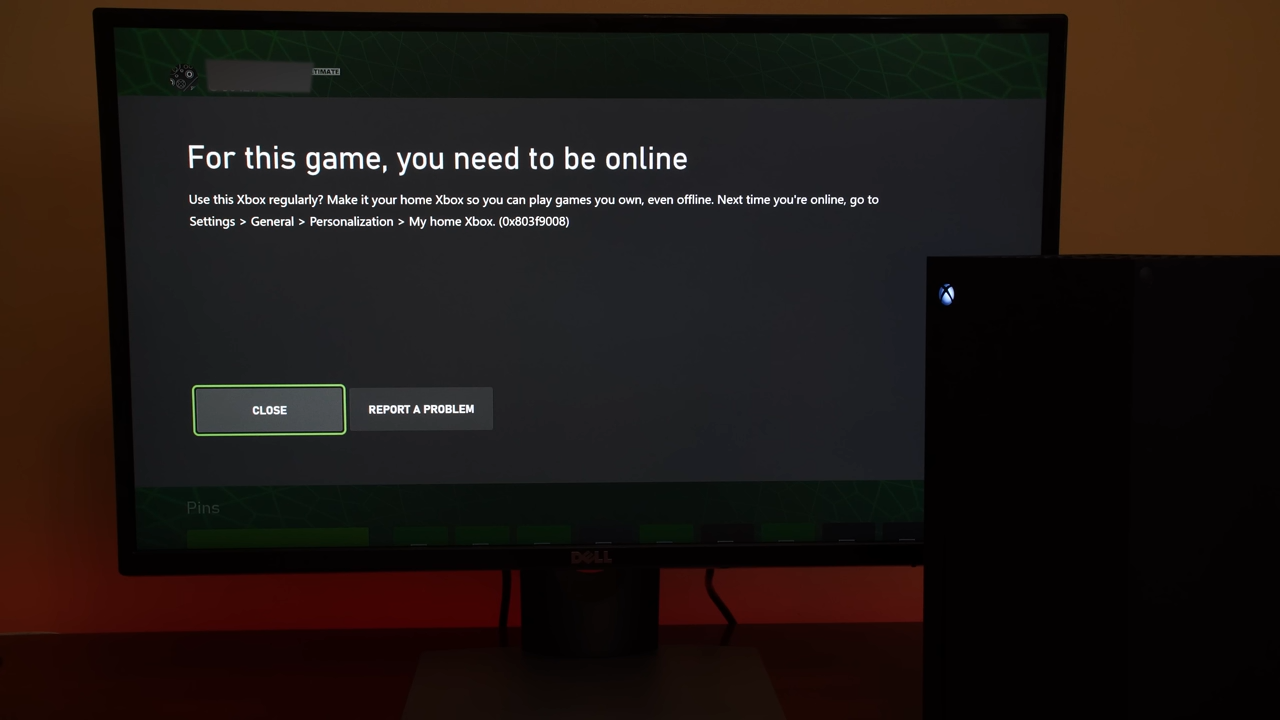 TIMATE
For this game, you need to be online
Use this Xbox regularly? Make it your home Xbox so you can play games you own, even offline. Next time you're online, go to
Settings > General > Personalization > My home Xbox. (0x803f9008)
CLOSE
REPORT A PROBLEM
Pins
DELL